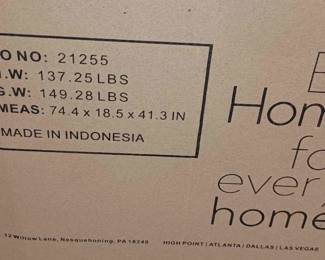 O NO: 21255
.W: 137.25 LBS
G.W: 149.28 LBS
MEAS: 74.4 x 18.5 x 41.3 IN
MADE IN INDONESIA
Hom
fo
ever
home
12 Willow Lane, Nesquehoning, PA 18240
HIGH POINT | ATLANTA | DALLAS | LAS VEGAS